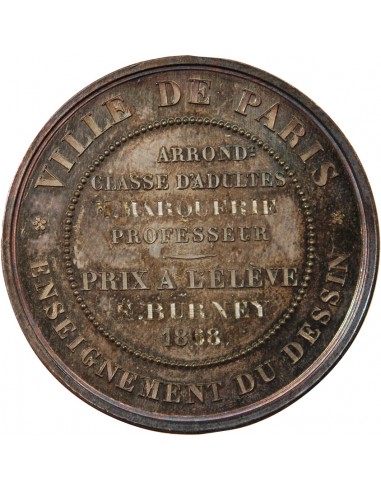 VILLE DE PARIS
ARROND
CLASSE D'ADULTES
MARQUERIE
PROFESSEUR
PRIX A L'ELEVE
BURNEY
1868.
ENSEIGNEMENT DU DESSIN